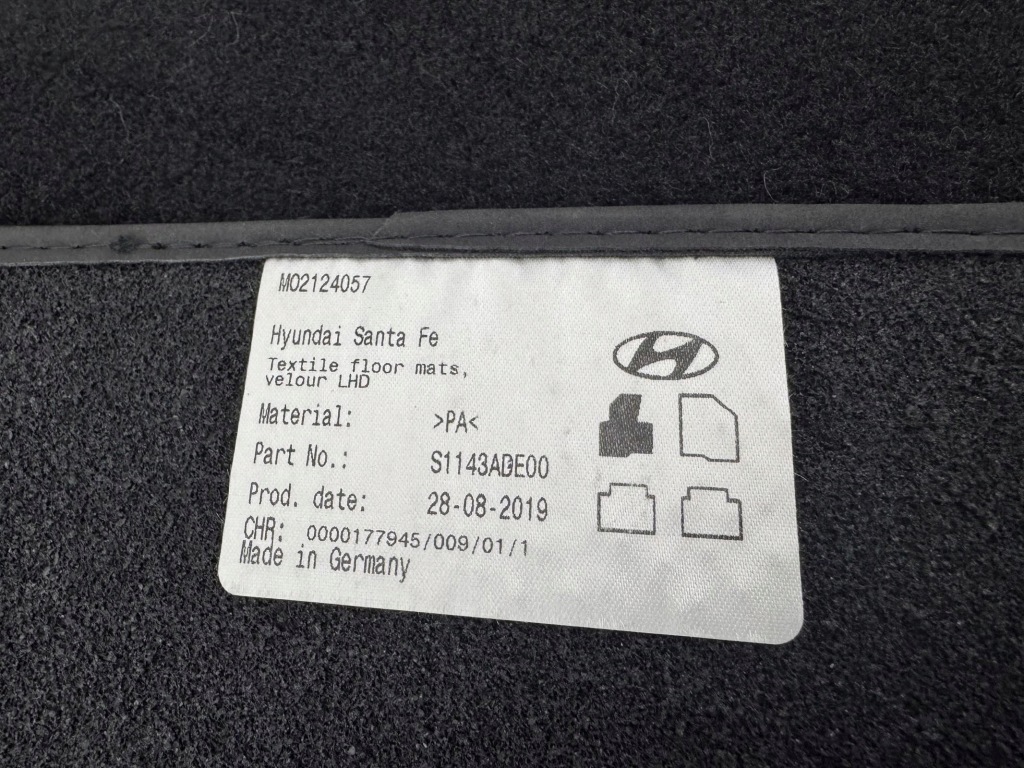 MO2124057
Hyundai Santa Fe
Textile floor mats,
velour LHD
Material: >PA<
Part No.: S1143ADE00
Prod. date: 28-08-2019
CHR: 0000177945/009/01/1
Made in Germany